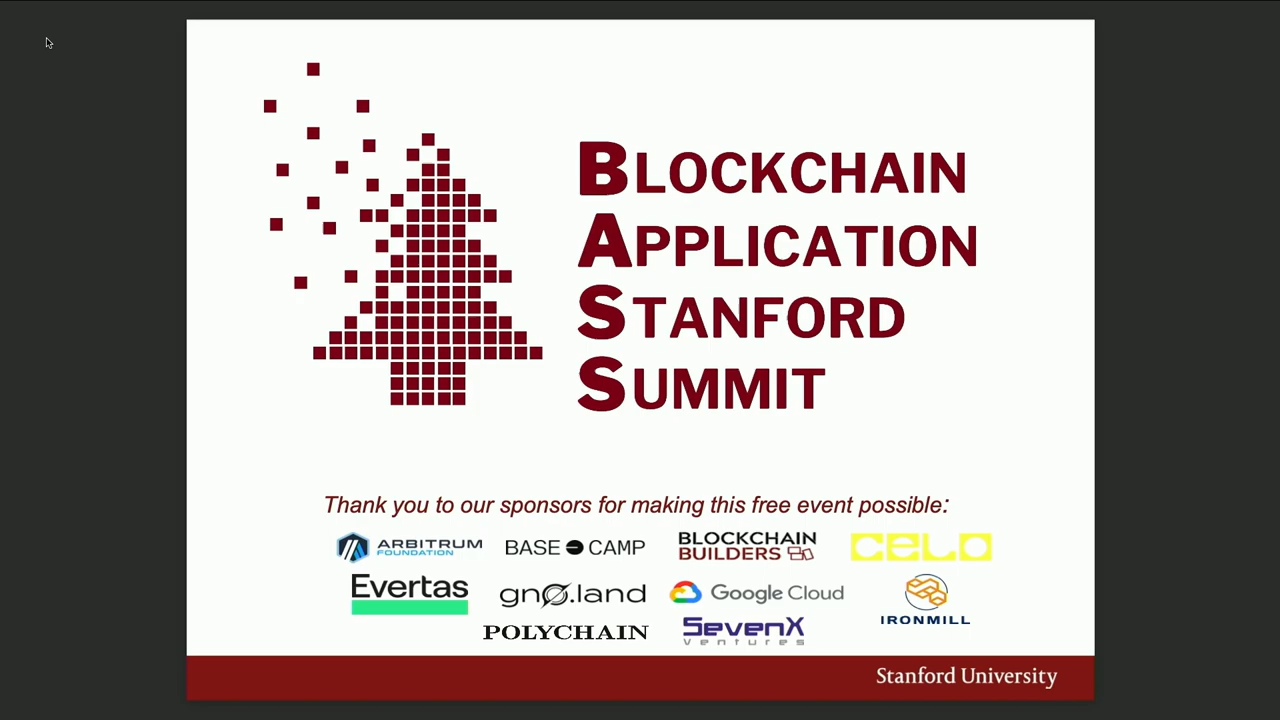 BLOCKCHAIN
APPLICATION
STANFORD
SUMMIT
Thank you to our sponsors for making this free event possible:
ARBITRUM
FOUNDATION
BASE CAMP
BLOCKCHAIN
BUILDERS
CELO
Evertas
gnø.land
Google Cloud
IRONMILL
POLYCHAIN
SevenX
Ventures
Stanford University